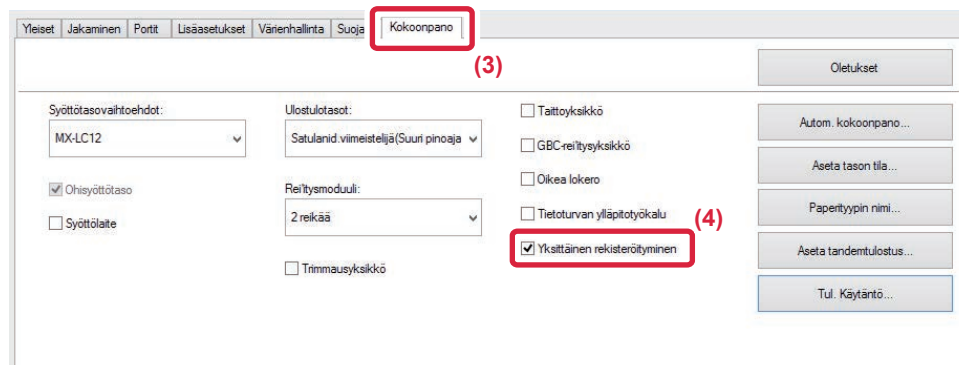 Yleiset Jakaminen Portit Lisäasetukset Värienhallinta Suoja Kokoonpano
(3)
Oletukset
Syöttötasovaihtoehdot:
MX-LC12
Ohisyöttötaso
Syöttölaite
Ulostulotasot:
Satulanid.viimeistelijä(Suuri pinoaja
Rei'itysmoduuli:
2 reikää
Trimmausyksikkö
Taittoyksikkö
GBC-rei'itysyksikkö
Oikea lokero
Tietoturvan ylläpitotyökalu
(4)
Yksittäinen rekisteröityminen
Autom. kokoonpano...
Aseta tason tila...
Paperityypin nimi...
Aseta tandemtulostus...
Tul. Käytäntö...